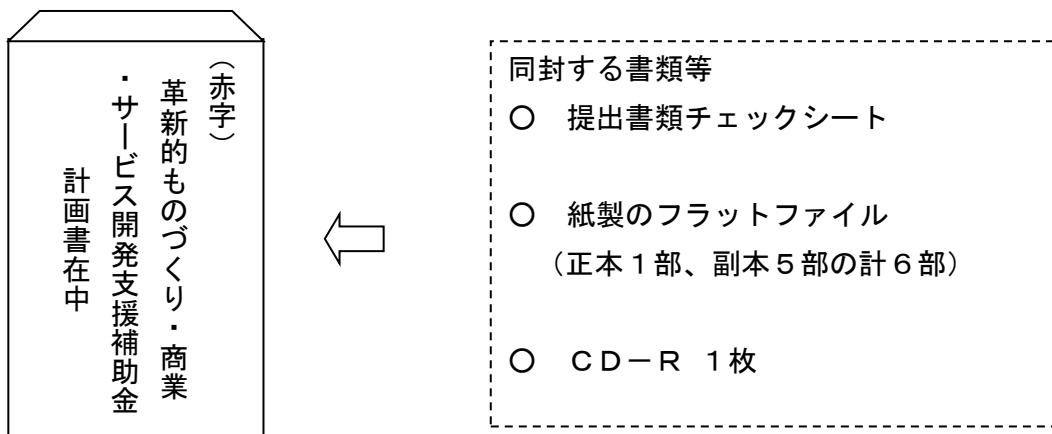 （赤字）
革新的ものづくり・商業
・サービス開発支援補助金
計画書在中
同封する書類等
○　提出書類チェックシート
○　紙製のフラットファイル
（正本１部、副本５部の計６部）
○　ＣＤ－Ｒ １枚